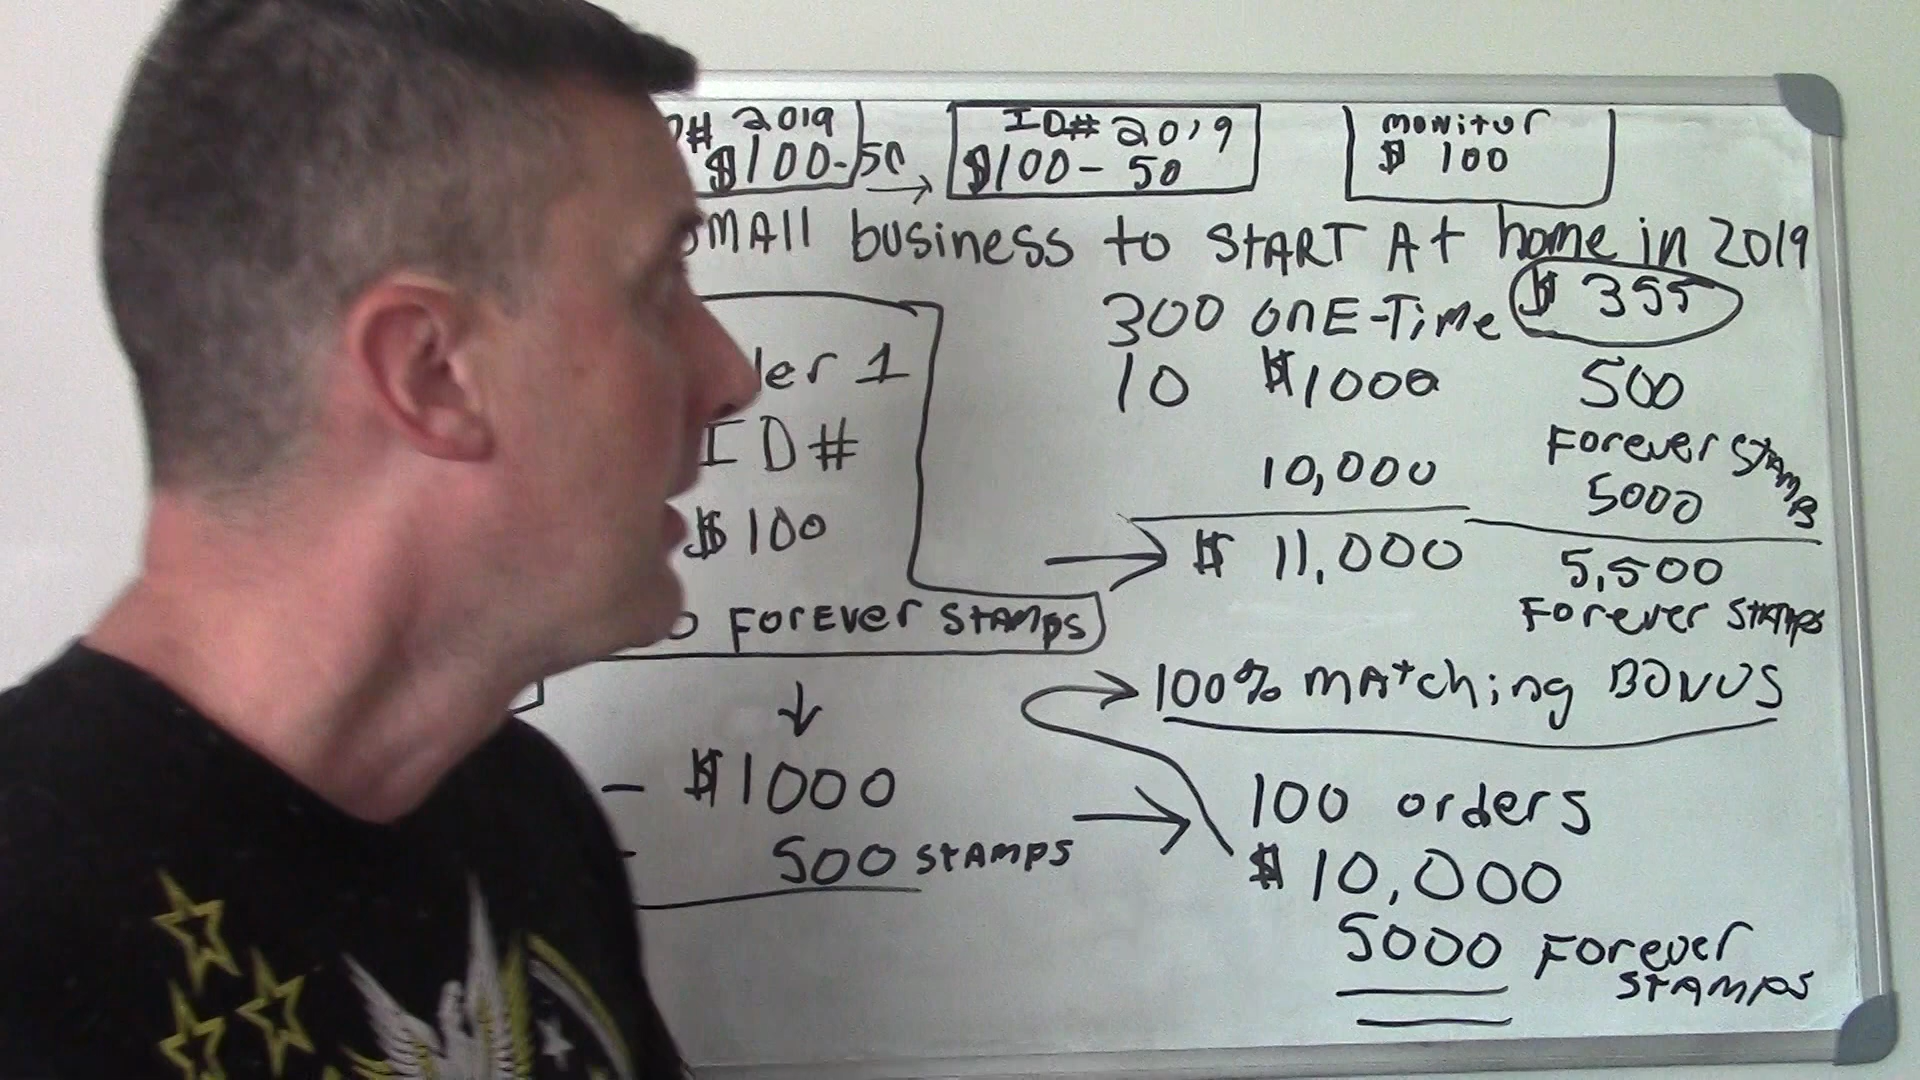 # 2019
$100-50
ID# 2019
$100-50
monitor
$ 100
SMAll business to START At home in 2019
300 ONE-Time $ 355
10 $1000 500
Forever STAMPS
10,000 5000
$ 11,000 5,500
Forever STAMPS
100% MAtching BONUS
1
ID#
$ 100
FOREVER STAMPS
- $1000
- 500 STAMPS
100 orders
$ 10,000
5000 Forever
STAMPS